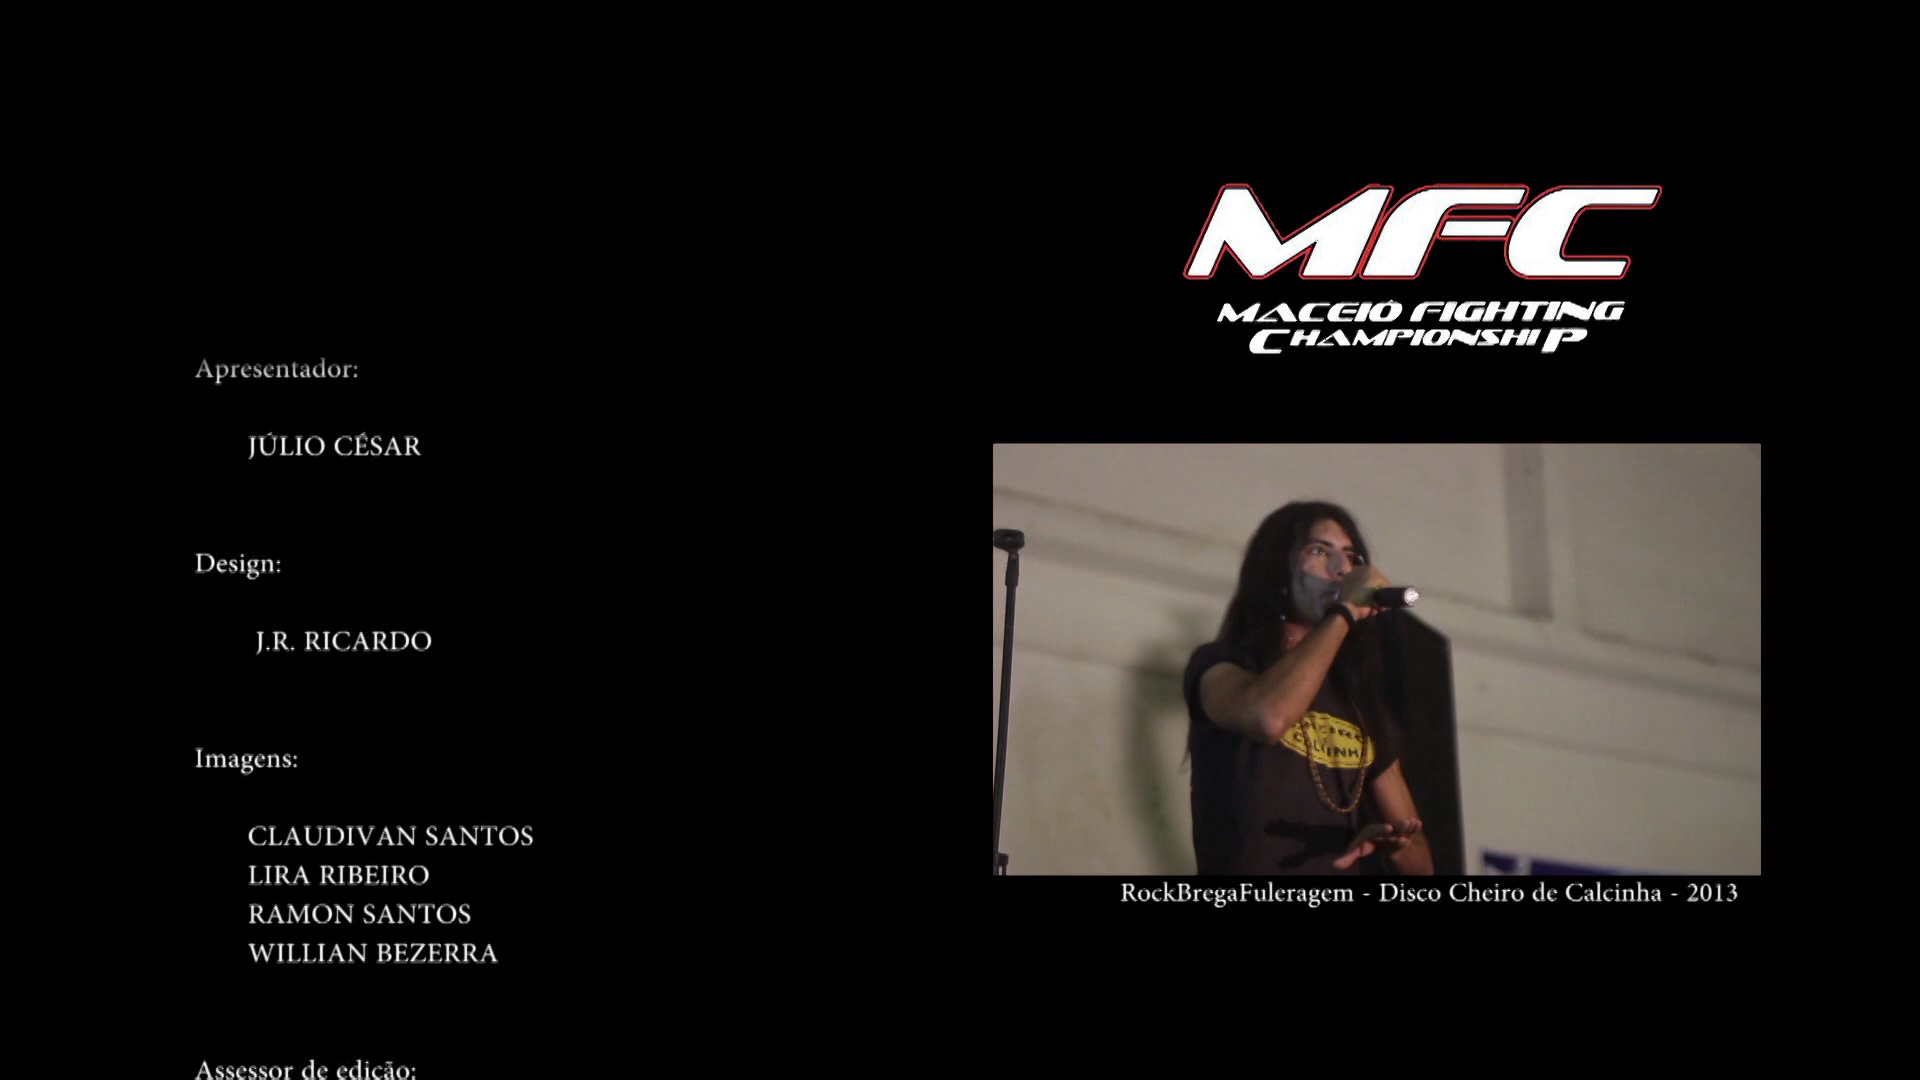 MFC
MACEIÓ FIGHTING
CHAMPIONSHIP
Apresentador:
JÚLIO CÉSAR
Design:
J.R. RICARDO
Imagens:
CLAUDIVAN SANTOS
LIRA RIBEIRO
RAMON SANTOS
WILLIAN BEZERRA
Assessor de edição:
RockBregaFuleragem - Disco Cheiro de Calcinha - 2013